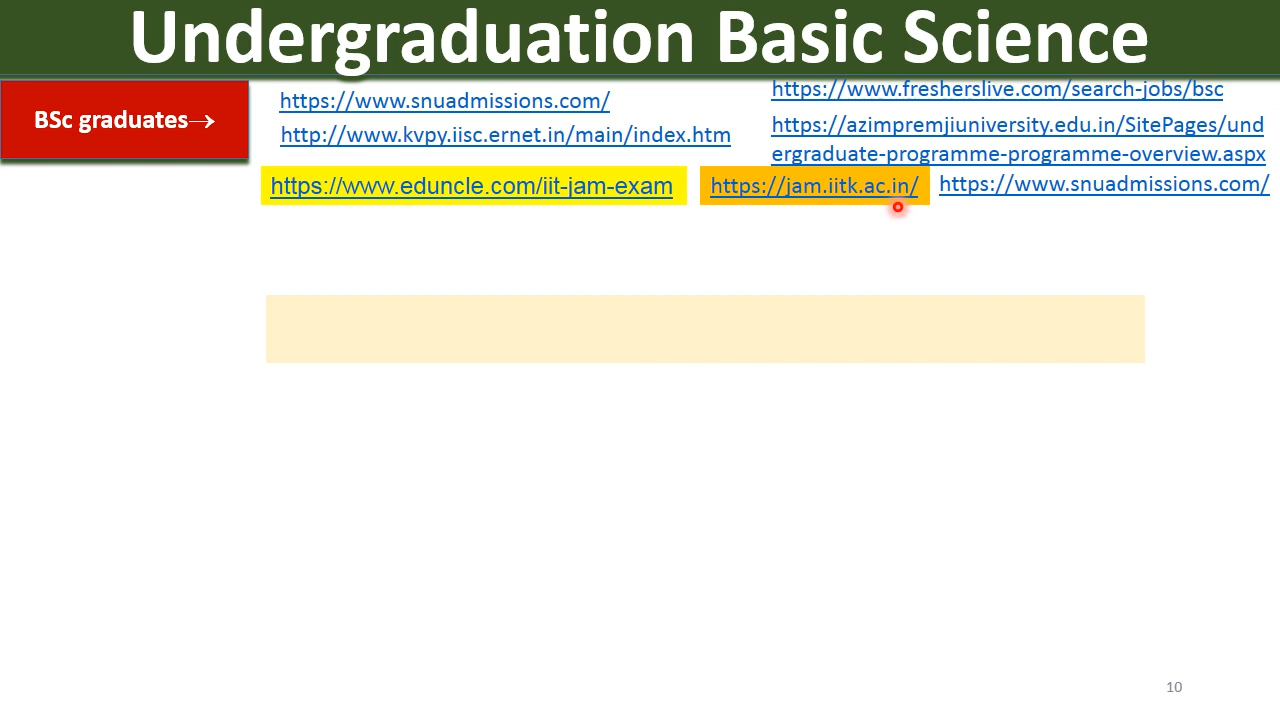 Undergraduation Basic Science
BSc graduates→
https://www.snuadmissions.com/
http://www.kvpy.iisc.ernet.in/main/index.htm
https://www.fresherslive.com/search-jobs/bsc
https://azimpremjiuniversity.edu.in/SitePages/und
ergraduate-programme-programme-overview.aspx
https://www.eduncle.com/iit-jam-exam
https://jam.iitk.ac.in/
https://www.snuadmissions.com/
10